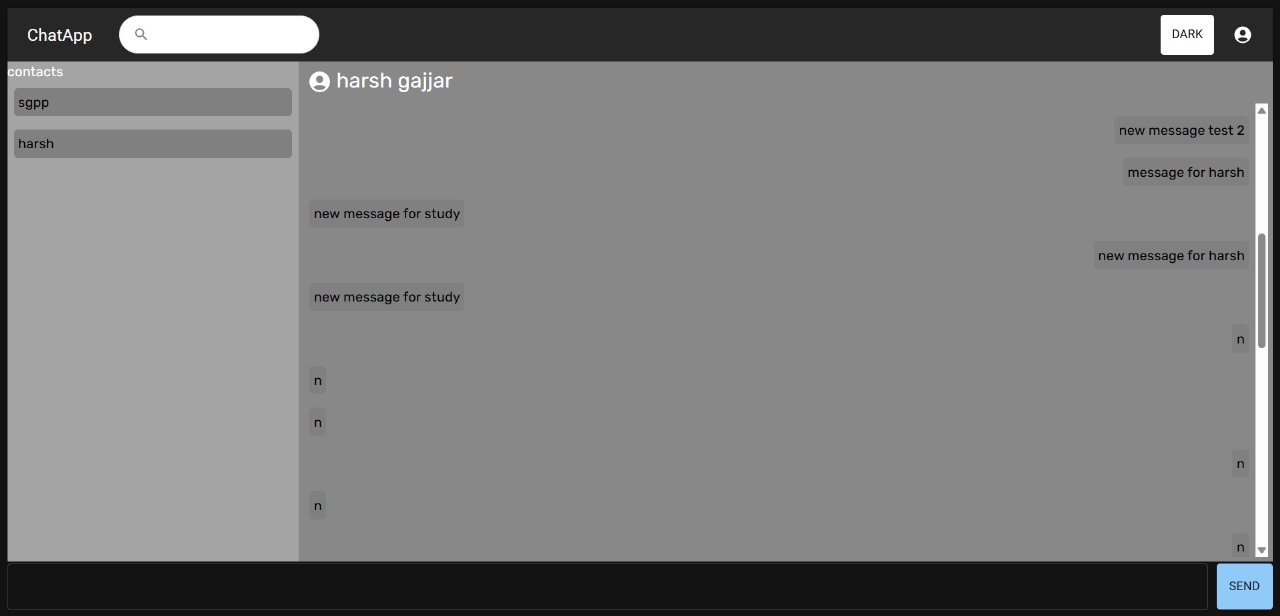 ChatApp
DARK
contacts
sgpp
harsh
harsh gajjar
new message test 2
message for harsh
new message for study
new message for harsh
new message for study
n
n
n
n
n
n
SEND